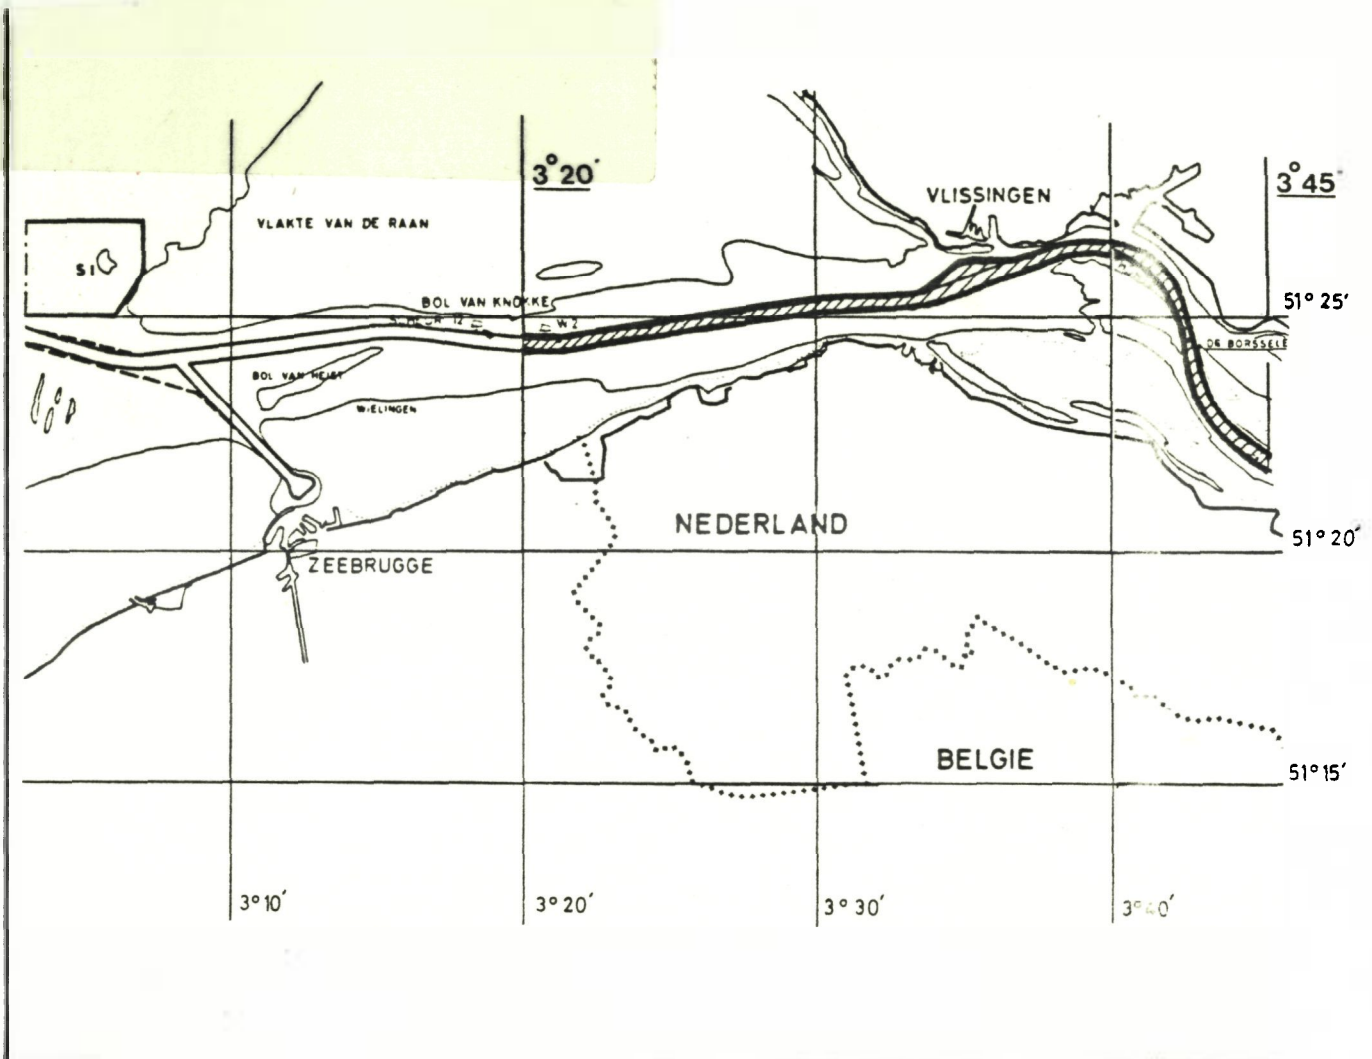 3° 20'
3° 45'
VLISSINGEN
VLAKTE VAN DE RAAN
S1
51° 25'
BOL VAN KNOKKE
12
W2
DE BORSSELE
BOL VAN HEIST
WIELINGEN
NEDERLAND
51° 20'
ZEEBRUGGE
BELGIE
51° 15'
3° 10'
3° 20'
3° 30'
3° 40'